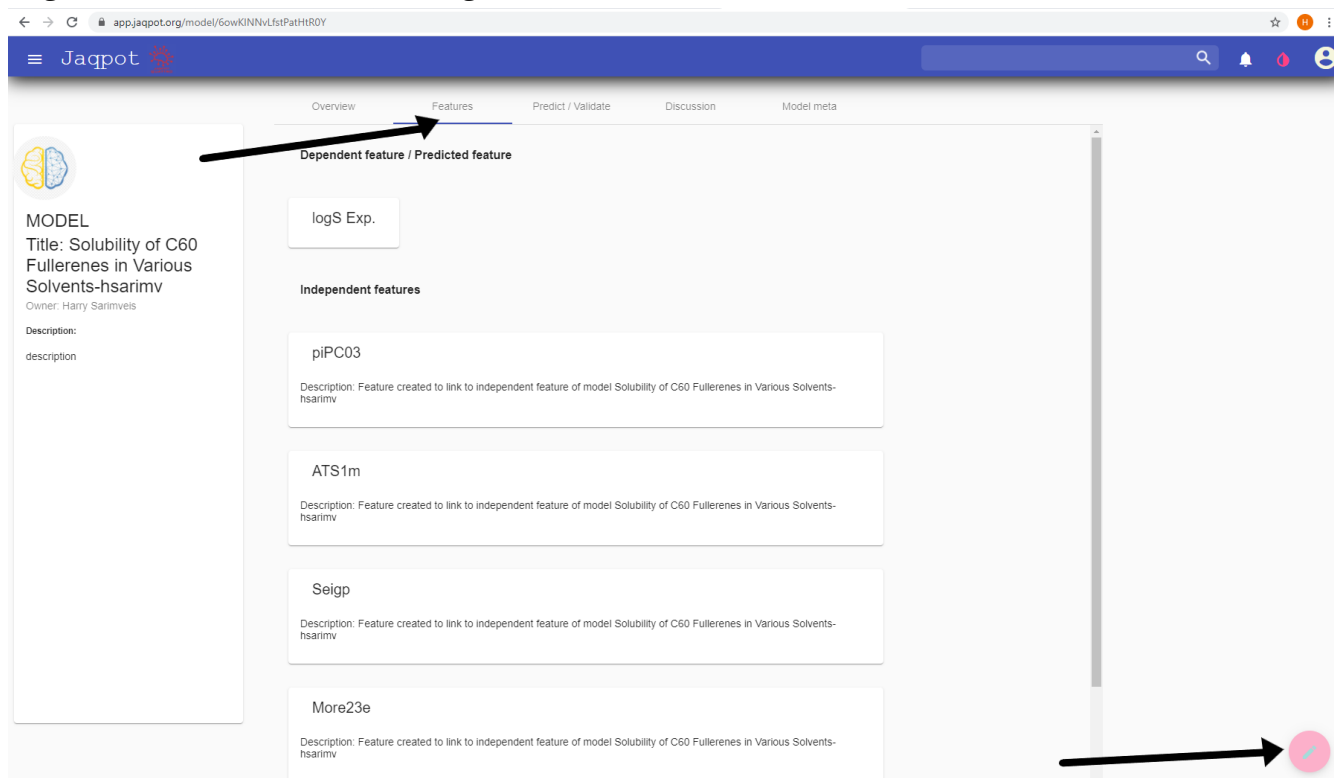 app.jaqpot.org/model/6owKINNvLfstPatHtR0Y
H
Jaqpot
Overview
Features
Predict / Validate
Discussion
Model meta
MODEL
Title: Solubility of C60
Fullerenes in Various
Solvents-hsarimv
Owner: Harry Sarimveis
Description:
description
Dependent feature / Predicted feature
logS Exp.
Independent features
piPC03
Description: Feature created to link to independent feature of model Solubility of C60 Fullerenes in Various Solvents-
hsarimv
ATS1m
Description: Feature created to link to independent feature of model Solubility of C60 Fullerenes in Various Solvents-
hsarimv
Seigp
Description: Feature created to link to independent feature of model Solubility of C60 Fullerenes in Various Solvents-
hsarimv
More23e
Description: Feature created to link to independent feature of model Solubility of C60 Fullerenes in Various Solvents-
hsarimv